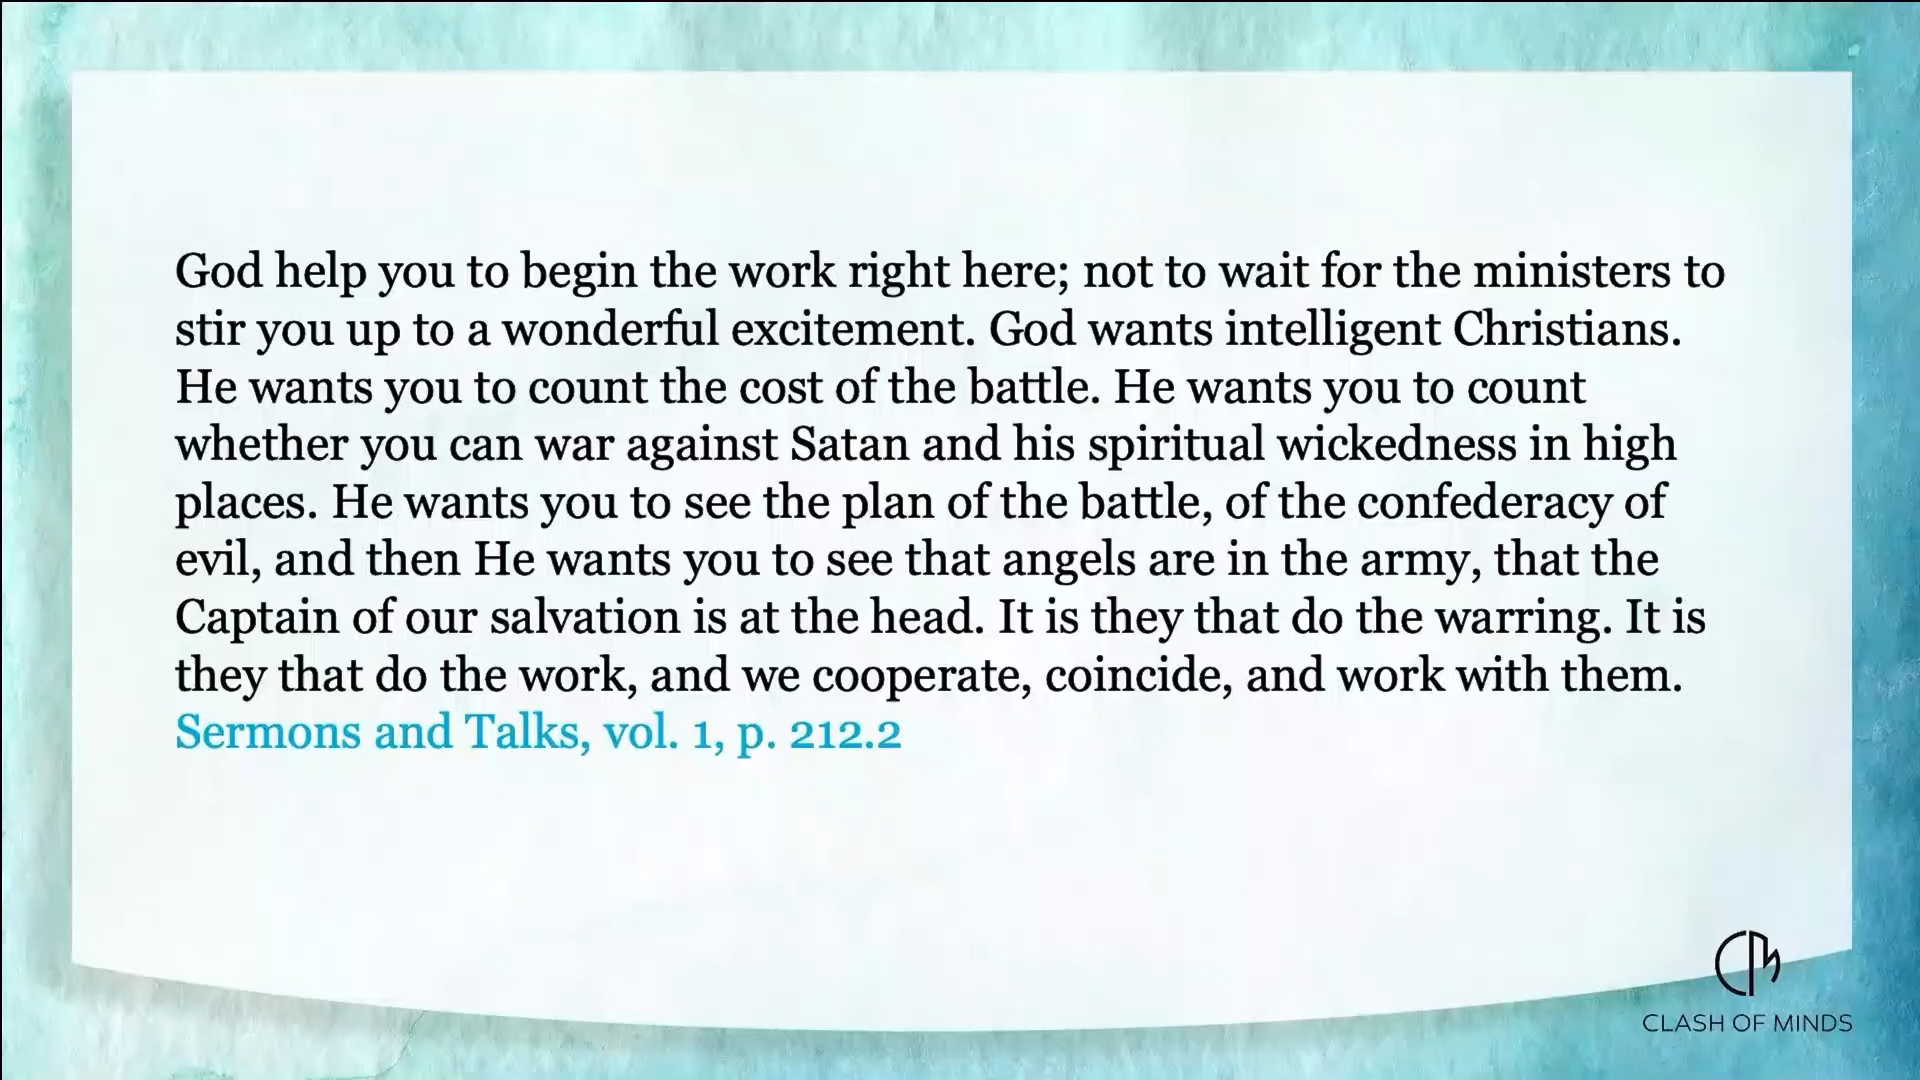 God help you to begin the work right here; not to wait for the ministers to
stir you up to a wonderful excitement. God wants intelligent Christians.
He wants you to count the cost of the battle. He wants you to count
whether you can war against Satan and his spiritual wickedness in high
places. He wants you to see the plan of the battle, of the confederacy of
evil, and then He wants you to see that angels are in the army, that the
Captain of our salvation is at the head. It is they that do the warring. It is
they that do the work, and we cooperate, coincide, and work with them.
Sermons and Talks, vol. 1, p. 212.2
CLASH OF MINDS